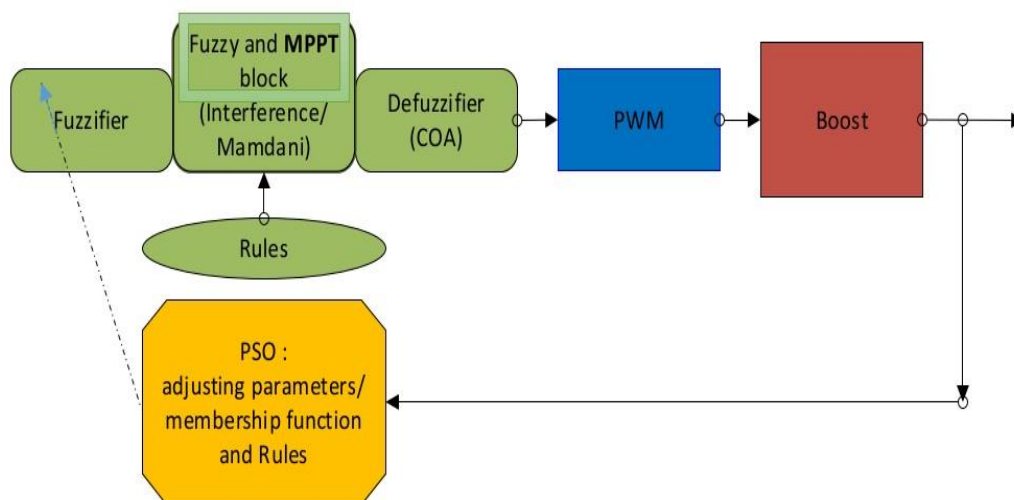 Fuzzy and MPPT
block
(Interference/
Mamdani)
Fuzzifier
Defuzzifier
(COA)
PWM
Boost
Rules
PSO :
adjusting parameters/
membership function
and Rules